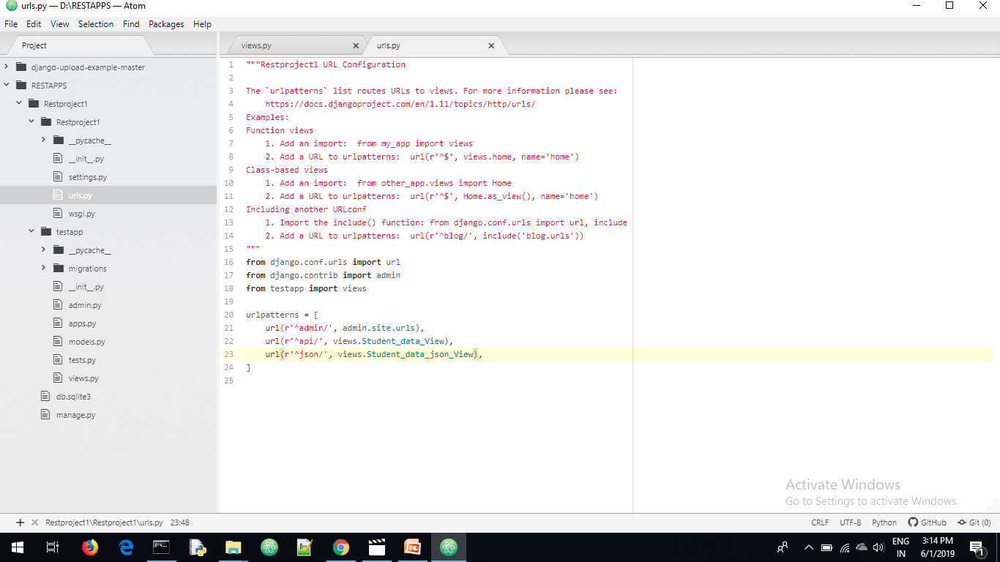 urls.py — D:\RESTAPPS — Atom
File Edit View Selection Find Packages Help
Project
views.py
urls.py
django-upload-example-master
RESTAPPS
Restproject1
Restproject1
__pycache__
__init__.py
settings.py
urls.py
wsgi.py
testapp
__pycache__
migrations
__init__.py
admin.py
apps.py
models.py
tests.py
views.py
db.sqlite3
manage.py
1 """Restproject1 URL Configuration
2
3 The `urlpatterns` list routes URLs to views. For more information please see:
4     https://docs.djangoproject.com/en/1.11/topics/http/urls/
5 Examples:
6 Function views
7     1. Add an import:  from my_app import views
8     2. Add a URL to urlpatterns:  url(r'^$', views.home, name='home')
9 Class-based views
10     1. Add an import:  from other_app.views import Home
11     2. Add a URL to urlpatterns:  url(r'^$', Home.as_view(), name='home')
12 Including another URLconf
13     1. Import the include() function: from django.conf.urls import url, include
14     2. Add a URL to urlpatterns:  url(r'^blog/', include('blog.urls'))
15 """
16 from django.conf.urls import url
17 from django.contrib import admin
18 from testapp import views
19
20 urlpatterns = [
21     url(r'^admin/', admin.site.urls),
22     url(r'^api/', views.Student_data_View),
23     url(r'^json/', views.Student_data_json_View),
24 ]
25
Activate Windows
Go to Settings to activate Windows.
Restproject1\Restproject1\urls.py 23:48
CRLF UTF-8 Python GitHub Git (0)
ENG
IN
3:14 PM
6/1/2019
1